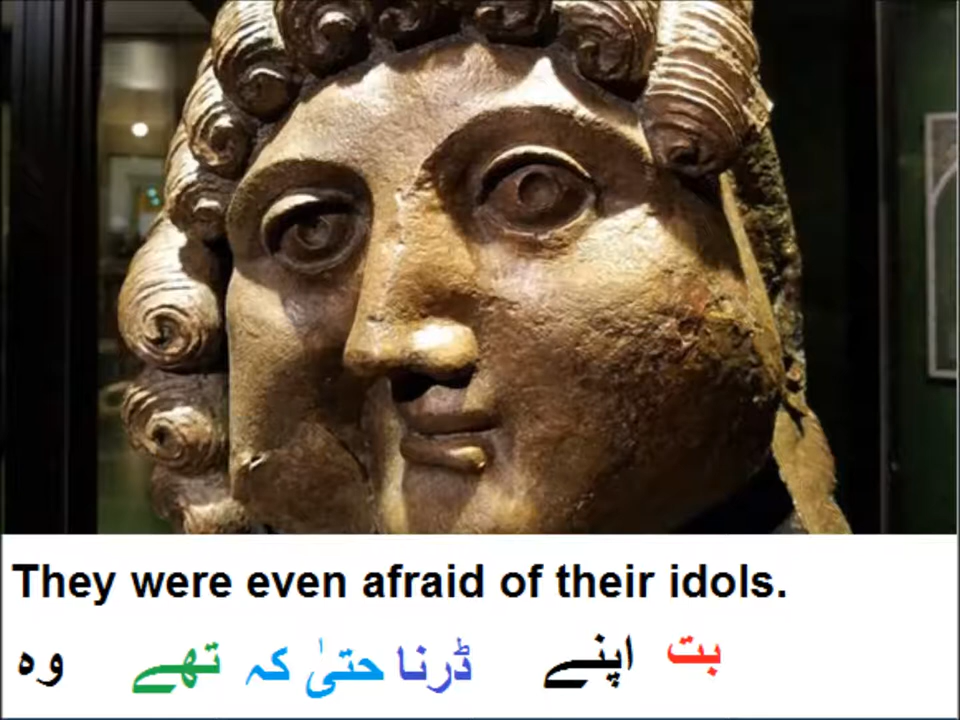 They were even afraid of their idols.
بت اپنے ڈرنا حتیٰ کہ تھے وہ